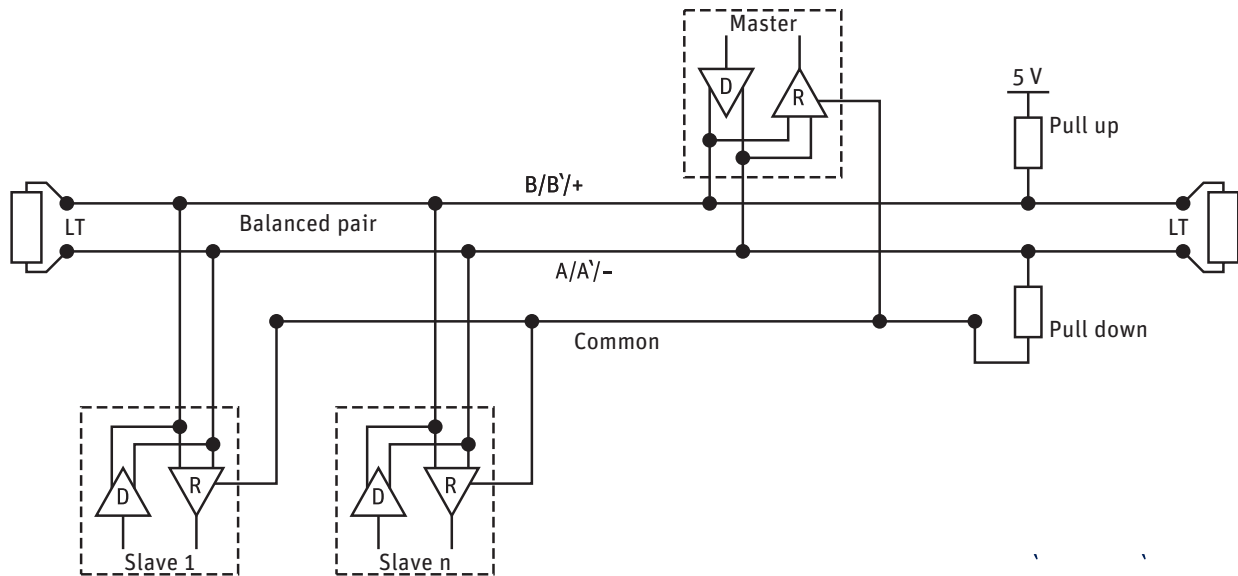 Master
D
R
5 V
Pull up
B/B`/+
LT
Balanced pair
LT
A/A`/–
Common
Pull down
D
R
D
R
Slave 1
Slave n
` `